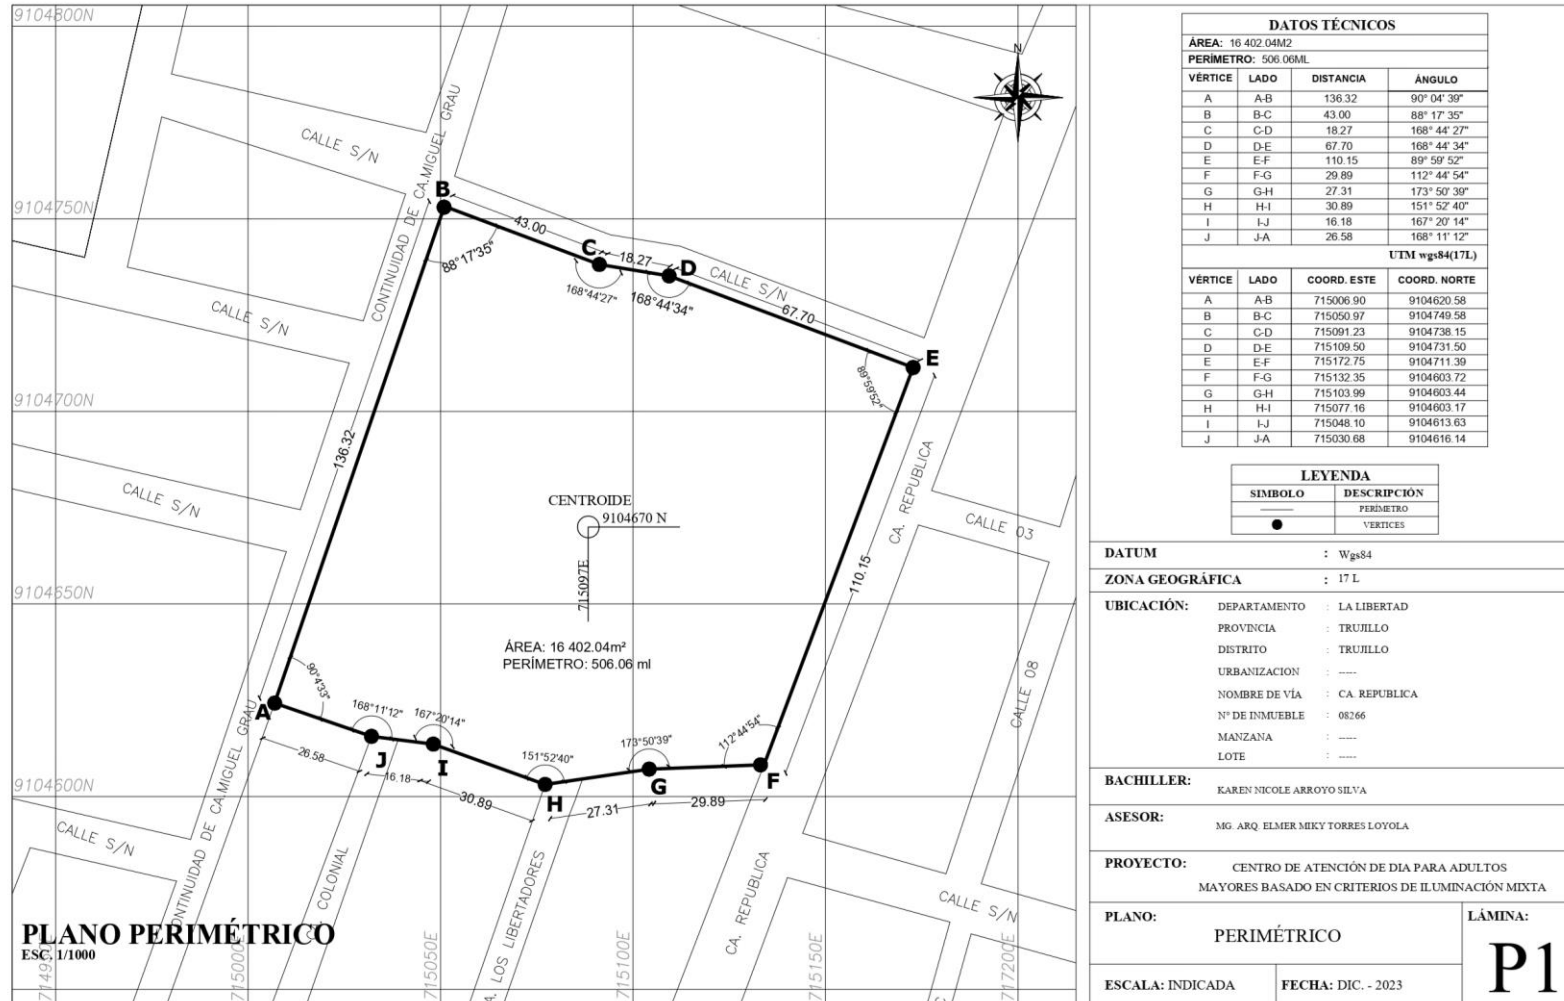 9104800N
9104750N
9104700N
9104650N
9104600N
CALLE S/N
CALLE S/N
CALLE S/N
CALLE S/N
CONTINUIDAD DE CA.MIGUEL GRAU
N
B
43.00
88°17'35"
C
18.27
D
168°44'27"
168°44'34"
CALLE S/N
67.70
E
89°59'52"
136.32
CENTROIDE
9104670 N
715097E
CA. REPUBLICA
110.15
CALLE 03
CALLE 08
ÁREA: 16 402.04m²
PERÍMETRO: 506.06 ml
90°4'33"
A
168°11'12"
167°20'14"
151°52'40"
173°50'39"
112°44'54"
J
I
H
G
F
26.58
16.18
30.89
27.31
29.89
CONTINUIDAD DE CA.MIGUEL GRAU
COLONIAL
LOS LIBERTADORES
CA. REPUBLICA
CALLE S/N
PLANO PERIMÉTRICO
ESC. 1/1000
715050E
715100E
715150E
715200E
DATOS TÉCNICOS
ÁREA: 16 402.04M2
PERÍMETRO: 506.06ML
VÉRTICE LADO DISTANCIA ÁNGULO
A A-B 136.32 90° 04' 39"
B B-C 43.00 88° 17' 35"
C C-D 18.27 168° 44' 27"
D D-E 67.70 168° 44' 34"
E E-F 110.15 89° 59' 52"
F F-G 29.89 112° 44' 54"
G G-H 27.31 173° 50' 39"
H H-I 30.89 151° 52' 40"
I I-J 16.18 167° 20' 14"
J J-A 26.58 168° 11' 12"
UTM wgs84(17L)
VÉRTICE LADO COORD. ESTE COORD. NORTE
A A-B 715006.90 9104620.58
B B-C 715050.97 9104749.58
C C-D 715091.23 9104738.15
D D-E 715109.50 9104731.50
E E-F 715172.75 9104711.39
F F-G 715132.35 9104603.72
G G-H 715103.99 9104603.44
H H-I 715077.16 9104603.17
I I-J 715048.10 9104613.63
J J-A 715030.68 9104616.14
LEYENDA
SIMBOLO DESCRIPCIÓN
PERÍMETRO
VERTICES
DATUM : Wgs84
ZONA GEOGRÁFICA : 17 L
UBICACIÓN: DEPARTAMENTO : LA LIBERTAD
PROVINCIA : TRUJILLO
DISTRITO : TRUJILLO
URBANIZACION : -----
NOMBRE DE VÍA : CA. REPUBLICA
N° DE INMUEBLE : 08266
MANZANA : -----
LOTE : -----
BACHILLER: KAREN NICOLE ARROYO SILVA
ASESOR: MG. ARQ. ELMER MIKY TORRES LOYOLA
PROYECTO: CENTRO DE ATENCIÓN DE DIA PARA ADULTOS
MAYORES BASADO EN CRITERIOS DE ILUMINACIÓN MIXTA
PLANO: PERIMÉTRICO
LÁMINA: P1
ESCALA: INDICADA
FECHA: DIC. - 2023